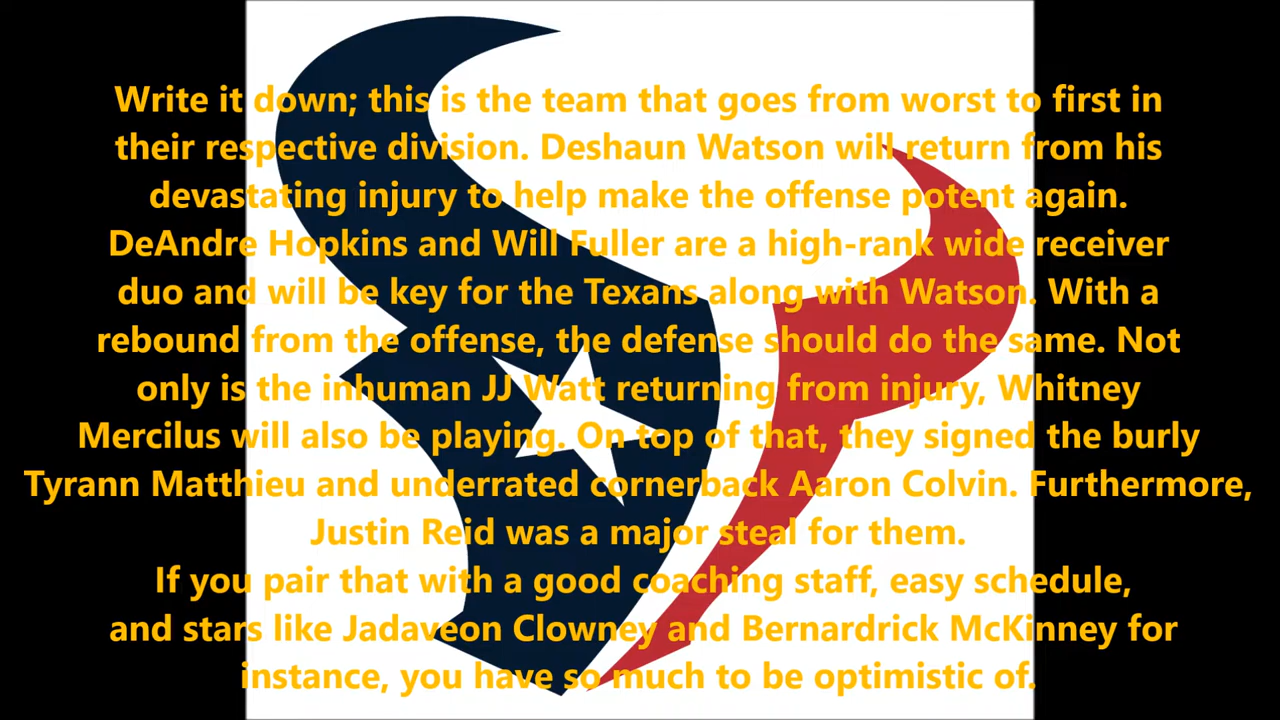 Write it down; this is the team that goes from worst to first in
their respective division. Deshaun Watson will return from his
devastating injury to help make the offense potent again.
DeAndre Hopkins and Will Fuller are a high-rank wide receiver
duo and will be key for the Texans along with Watson. With a
rebound from the offense, the defense should do the same. Not
only is the inhuman JJ Watt returning from injury, Whitney
Mercilus will also be playing. On top of that, they signed the burly
Tyrann Matthieu and underrated cornerback Aaron Colvin. Furthermore,
Justin Reid was a major steal for them.
If you pair that with a good coaching staff, easy schedule,
and stars like Jadaveon Clowney and Bernardrick McKinney for
instance, you have so much to be optimistic of.